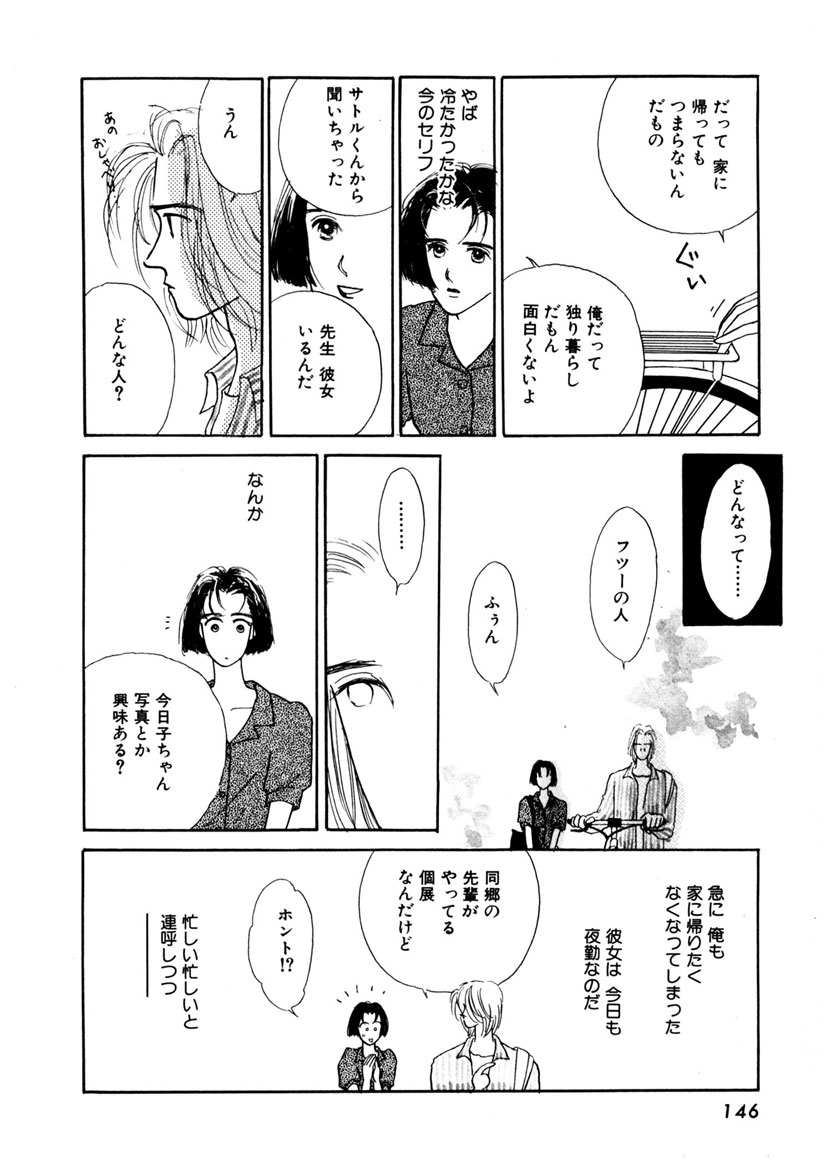 だって 家に
帰っても
つまらないん
だもの
ぐい
俺だって
独り暮らし
だもん
面白くないよ
やば
冷たかったかな
今のセリフ
サトルくんから
聞いちゃった
先生 彼女
いるんだ
うん
あの
おしゃべり
どんな人?
どんなって……
フツーの人
ふぅん
………
なんか
今日子ちゃん
写真とか
興味ある?
急に 俺も
家に帰りたく
なくなってしまった
彼女は 今日も
夜勤なのだ
同郷の
先輩が
やってる
個展
なんだけど
ホント!?
忙しい忙しいと
連呼しつつ
146